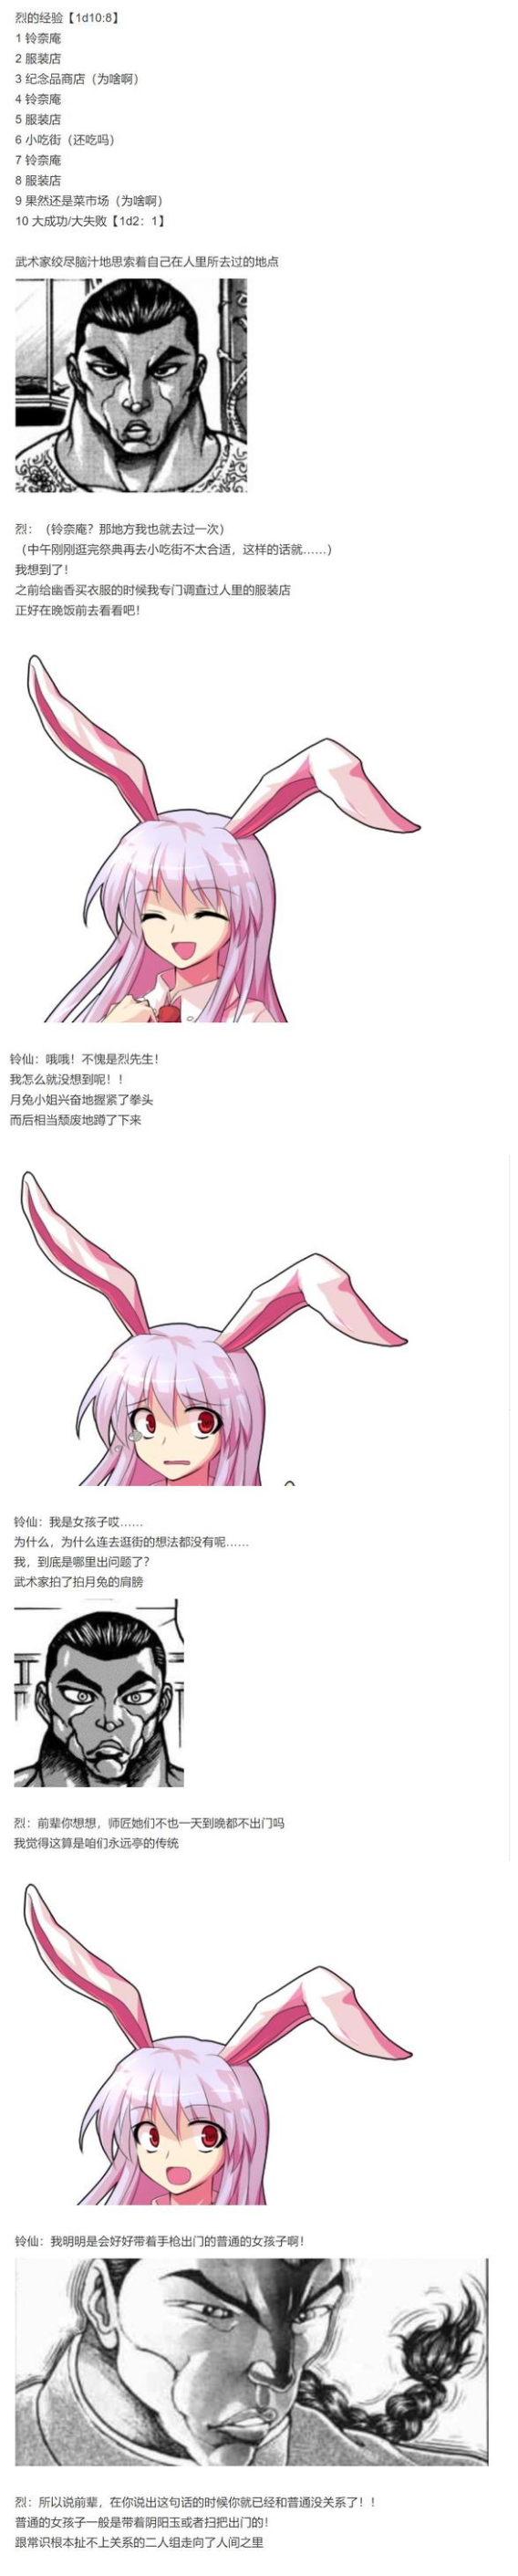 烈的经验【1d10:8】
1 铃奈庵
2 服装店
3 纪念品商店（为啥啊）
4 铃奈庵
5 服装店
6 小吃街（还吃吗）
7 铃奈庵
8 服装店
9 果然还是菜市场（为啥啊）
10 大成功/大失败【1d2：1】
武术家绞尽脑汁地思索着自己在人里所去过的地点
烈：（铃奈庵？那地方我也就去过一次）
（中午刚刚逛完祭典再去小吃街不太合适，这样的话就……）
我想到了！
之前给幽香买衣服的时候我专门调查过人里的服装店
正好在晚饭前去看看吧！
铃仙：哦哦！不愧是烈先生！
我怎么就没想到呢！！
月兔小姐兴奋地握紧了拳头
而后相当颓废地蹲了下来
铃仙：我是女孩子哎……
为什么，为什么连去逛街的想法都没有呢……
我，到底是哪里出问题了？
武术家拍了拍月兔的肩膀
烈：前辈你想想，师匠她们不也一天到晚都不出门吗
我觉得这算是咱们永远亭的传统
铃仙：我明明是会好好带着手枪出门的普通的女孩子啊！
烈：所以说前辈，在你说出这句话的时候你就已经和普通没关系了！！
普通的女孩子一般是带着阴阳玉或者扫把出门的！
跟常识根本扯不上关系的二人组走向了人间之里